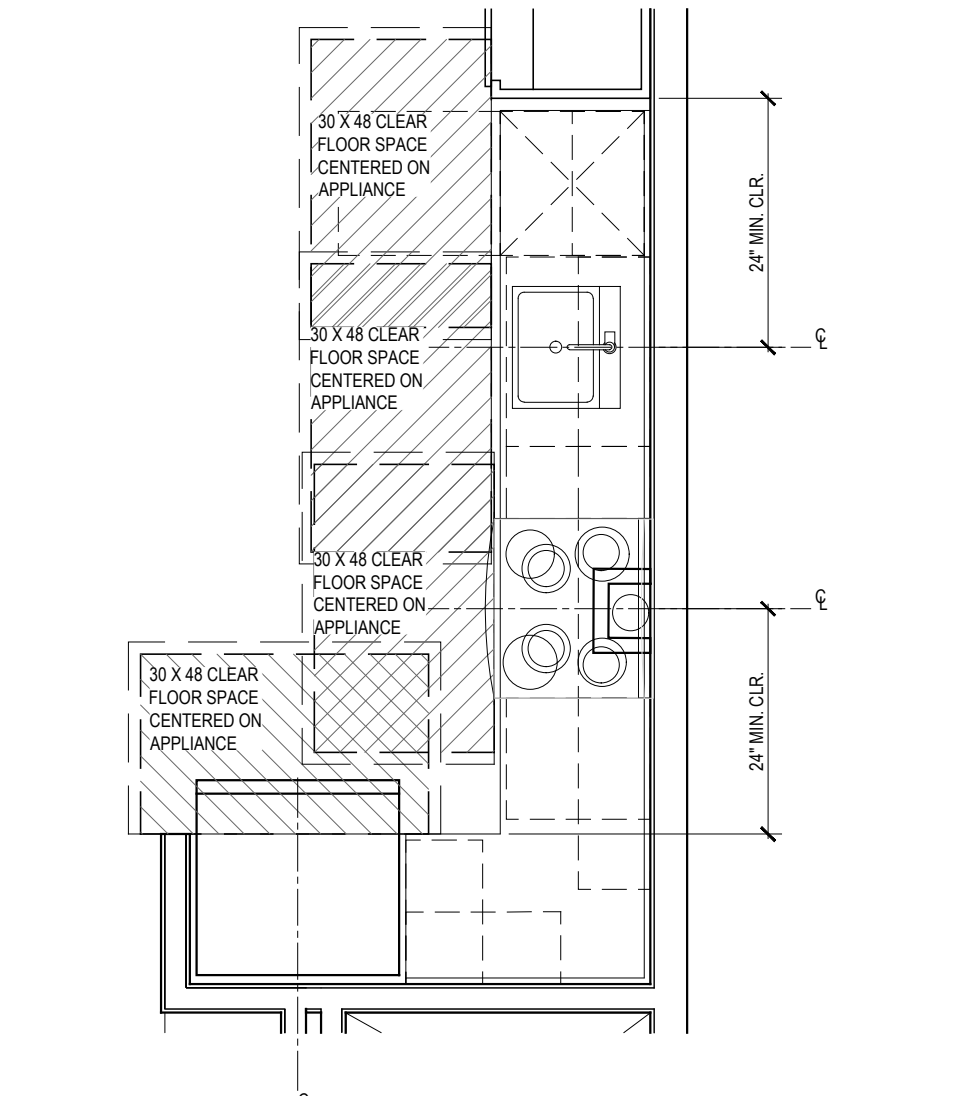 30 X 48 CLEAR
FLOOR SPACE
CENTERED ON
APPLIANCE
24" MIN. CLR.
30 X 48 CLEAR
FLOOR SPACE
CENTERED ON
APPLIANCE
℄
30 X 48 CLEAR
FLOOR SPACE
CENTERED ON
APPLIANCE
℄
30 X 48 CLEAR
FLOOR SPACE
CENTERED ON
APPLIANCE
24" MIN. CLR.